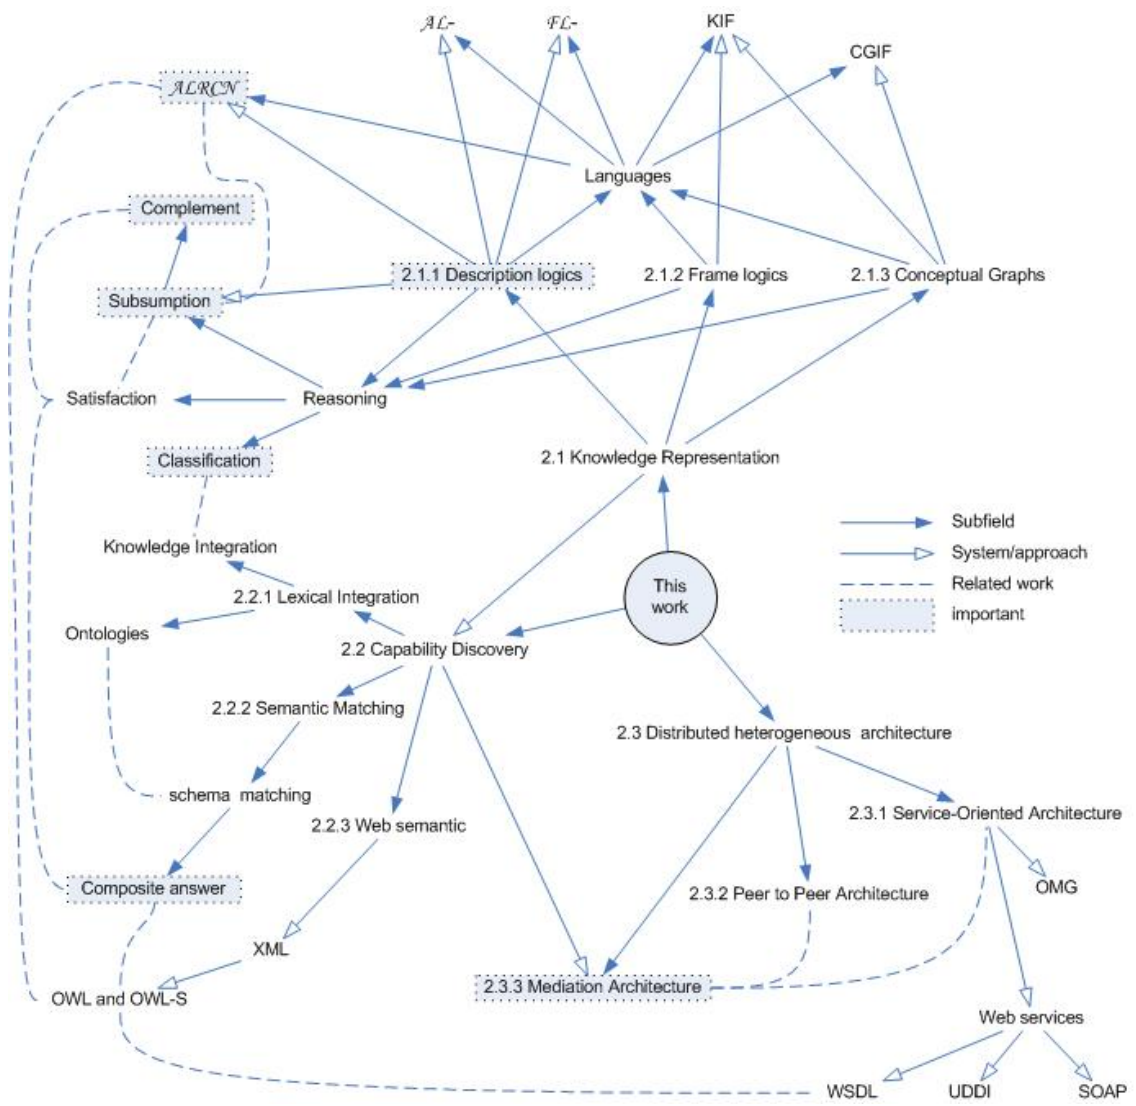 AL-
FL-
KIF
CGIF
ALRCN
Languages
Complement
2.1.1 Description logics
2.1.2 Frame logics
2.1.3 Conceptual Graphs
Subsumption
Satisfaction
Reasoning
Classification
2.1 Knowledge Representation
Subfield
Knowledge Integration
System/approach
This
work
Related work
2.2.1 Lexical Integration
important
Ontologies
2.2 Capability Discovery
2.2.2 Semantic Matching
2.3 Distributed heterogeneous architecture
schema matching
2.3.1 Service-Oriented Architecture
2.2.3 Web semantic
Composite answer
2.3.2 Peer to Peer Architecture
OMG
XML
2.3.3 Mediation Architecture
OWL and OWL-S
Web services
WSDL
UDDI
SOAP